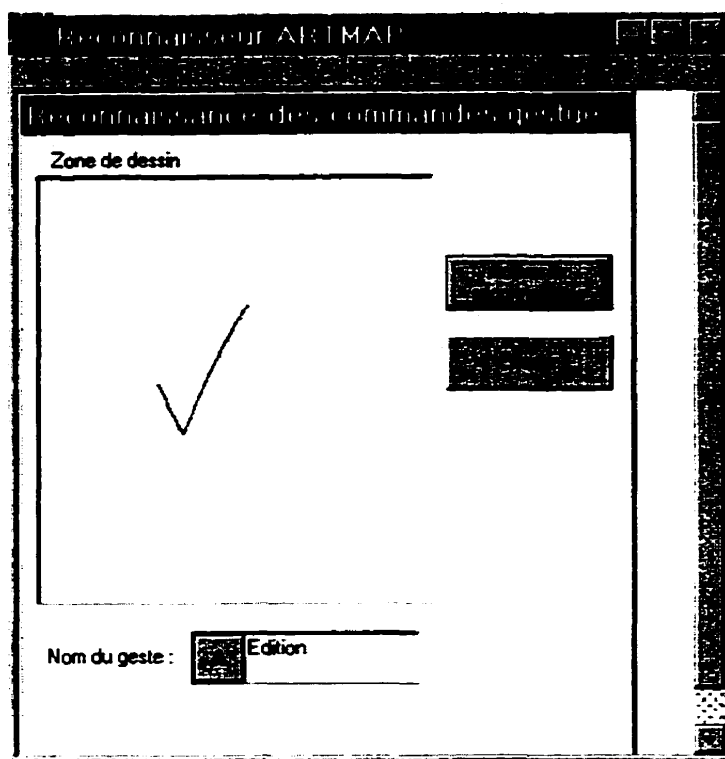 Reconnaisseur ARTMAP
Reconnaissance des commandes gestue
Zone de dessin
Nom du geste :
Edition